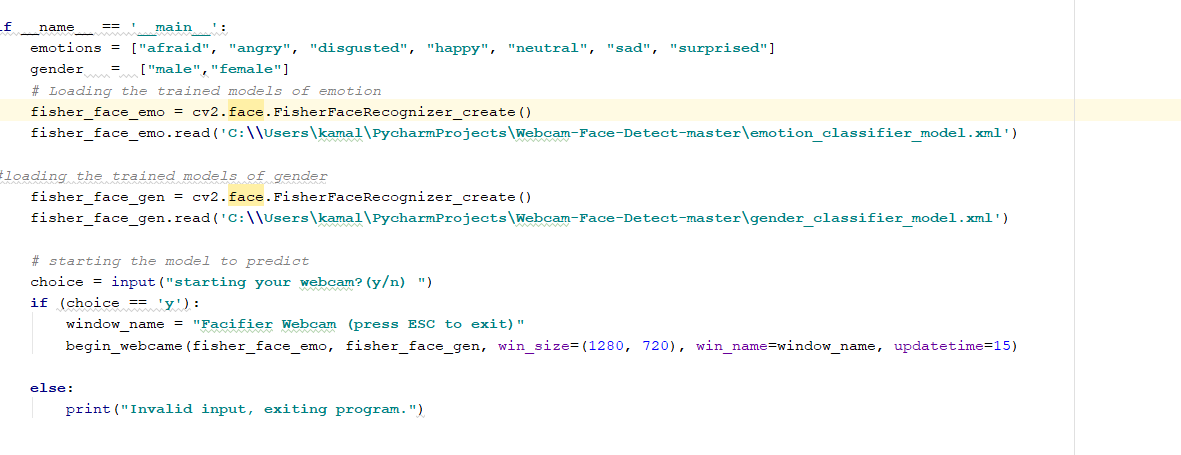 if __name__ == '__main__':
    emotions = ["afraid", "angry", "disgusted", "happy", "neutral", "sad", "surprised"]
    gender   =  ["male","female"]
    # Loading the trained models of emotion
    fisher_face_emo = cv2.face.FisherFaceRecognizer_create()
    fisher_face_emo.read('C:\\Users\kamal\PycharmProjects\Webcam-Face-Detect-master\emotion_classifier_model.xml')
#loading the trained models of gender
    fisher_face_gen = cv2.face.FisherFaceRecognizer_create()
    fisher_face_gen.read('C:\\Users\kamal\PycharmProjects\Webcam-Face-Detect-master\gender_classifier_model.xml')
    # starting the model to predict
    choice = input("starting your webcam?(y/n) ")
    if (choice == 'y'):
        window_name = "Facifier Webcam (press ESC to exit)"
        begin_webcame(fisher_face_emo, fisher_face_gen, win_size=(1280, 720), win_name=window_name, updatetime=15)
    else:
        print("Invalid input, exiting program.")